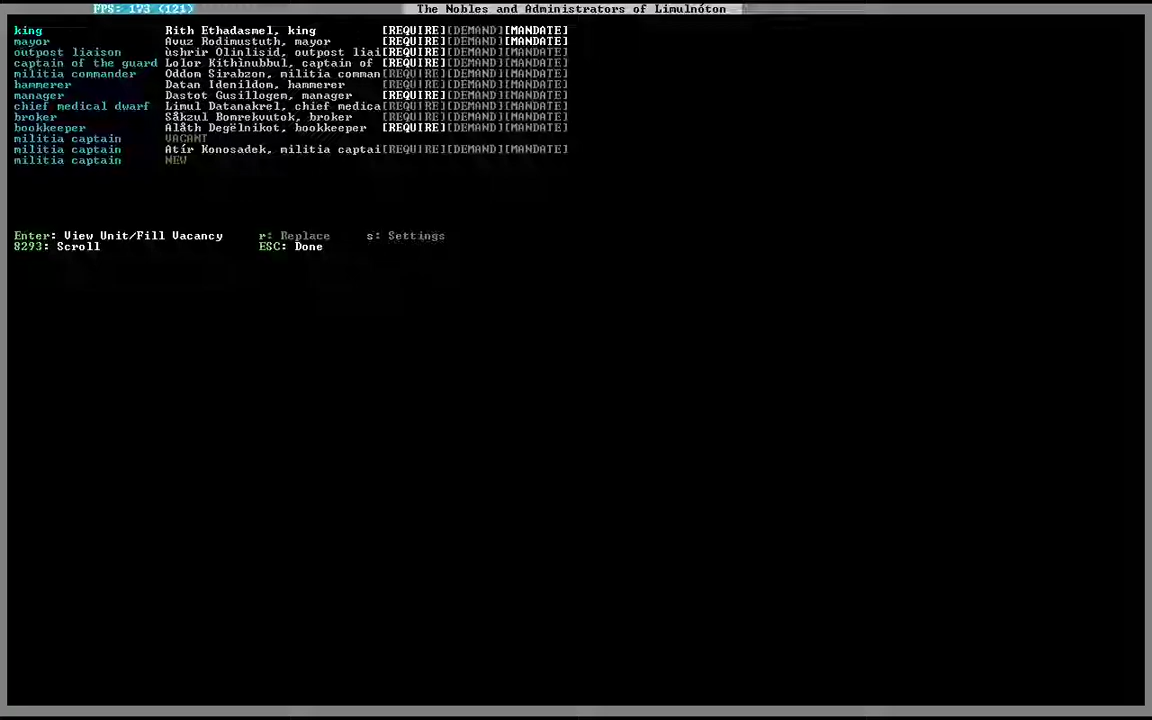 FPS: 173 (121)
The Nobles and Administrators of Limulnóton
king Rith Ethadasmel, king [REQUIRE][DEMAND][MANDATE]
mayor Avuz Rodimustuth, mayor [REQUIRE][DEMAND][MANDATE]
outpost liaison ùshrir Olinlisid, outpost liai[REQUIRE][DEMAND][MANDATE]
captain of the guard Lolor Kithinubbul, captain of [REQUIRE][DEMAND][MANDATE]
militia commander Oddom Sirabzon, militia comman[REQUIRE][DEMAND][MANDATE]
hammerer Datan Idenildom, hammerer [REQUIRE][DEMAND][MANDATE]
manager Dastot Gusillogem, manager [REQUIRE][DEMAND][MANDATE]
chief medical dwarf Limul Datanakrel, chief medica[REQUIRE][DEMAND][MANDATE]
broker Såkzul Bomrekvutok, broker [REQUIRE][DEMAND][MANDATE]
bookkeeper Alåth Degëlnikot, bookkeeper [REQUIRE][DEMAND][MANDATE]
militia captain VACANT
militia captain Atír Konosadek, militia captai[REQUIRE][DEMAND][MANDATE]
militia captain NEW
Enter: View Unit/Fill Vacancy r: Replace s: Settings
8293: Scroll ESC: Done